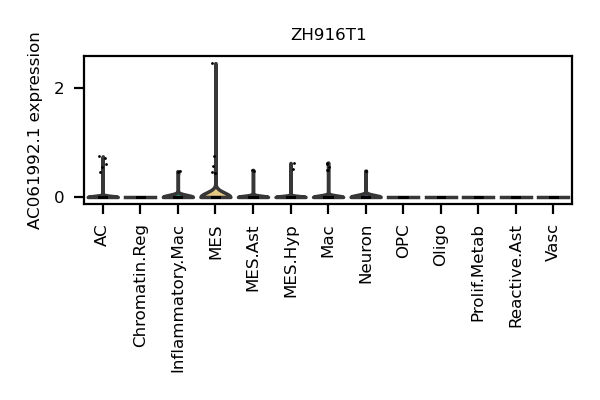 ZH916T1
AC061992.1 expression
2
0
AC
Chromatin.Reg
Inflammatory.Mac
MES
MES.Ast
MES.Hyp
Mac
Neuron
OPC
Oligo
Prolif.Metab
Reactive.Ast
Vasc